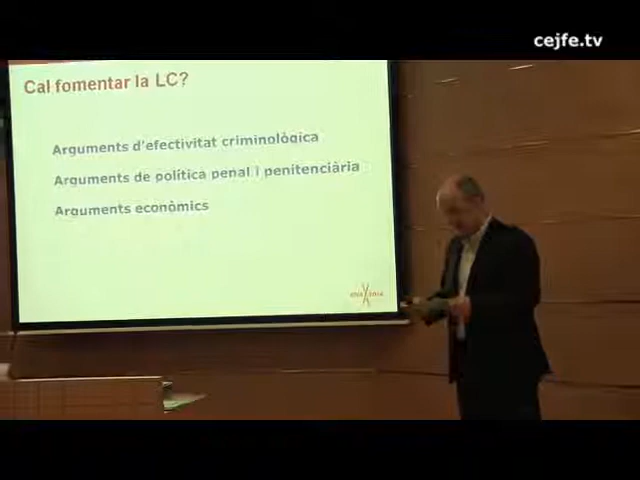 cejfe.tv
Cal fomentar la LC?
Arguments d'efectivitat criminològica
Arguments de política penal i penitenciària
Arguments econòmics